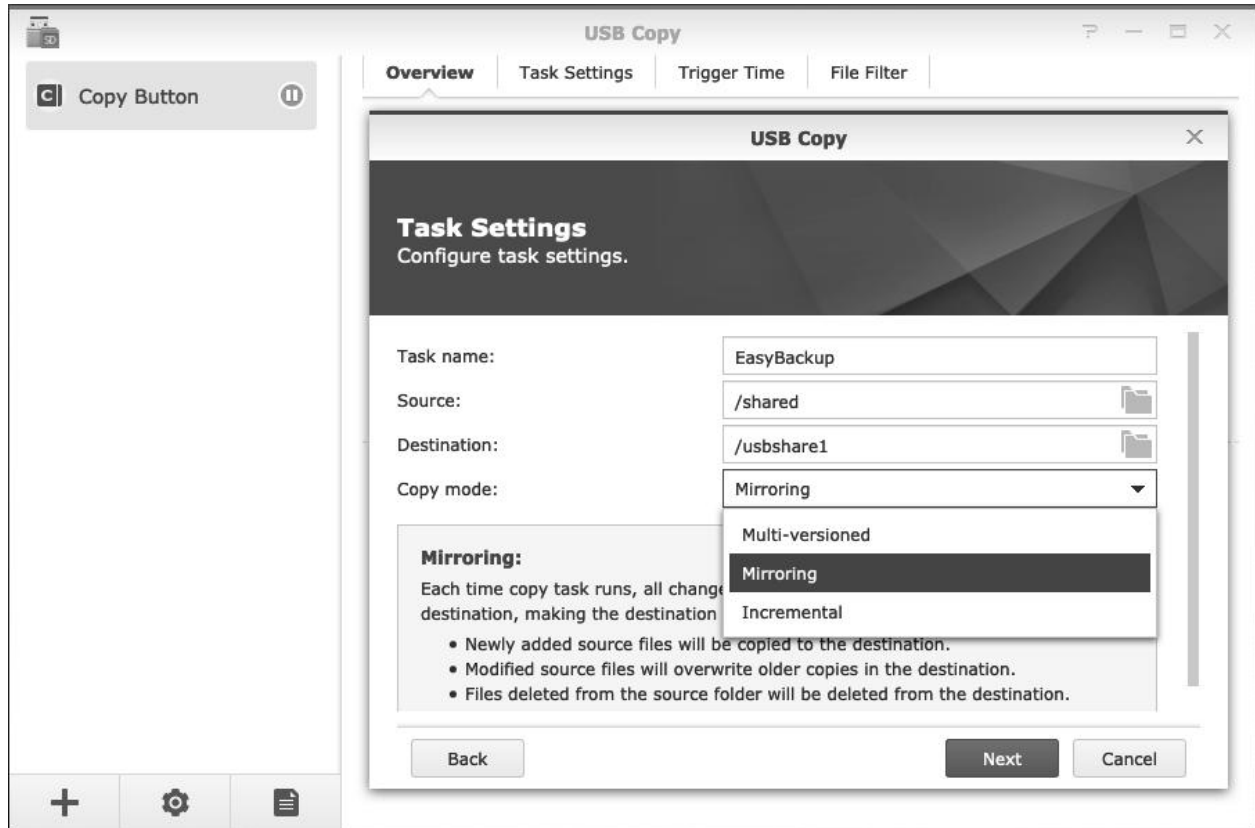 SD
USB Copy
?
C Copy Button
Overview Task Settings Trigger Time File Filter
USB Copy
Task Settings
Configure task settings.
Task name: EasyBackup
Source: /shared
Destination: /usbshare1
Copy mode: Mirroring
Multi-versioned
Mirroring
Incremental
Mirroring:
Each time copy task runs, all change
destination, making the destination
• Newly added source files will be copied to the destination.
• Modified source files will overwrite older copies in the destination.
• Files deleted from the source folder will be deleted from the destination.
Back Next Cancel